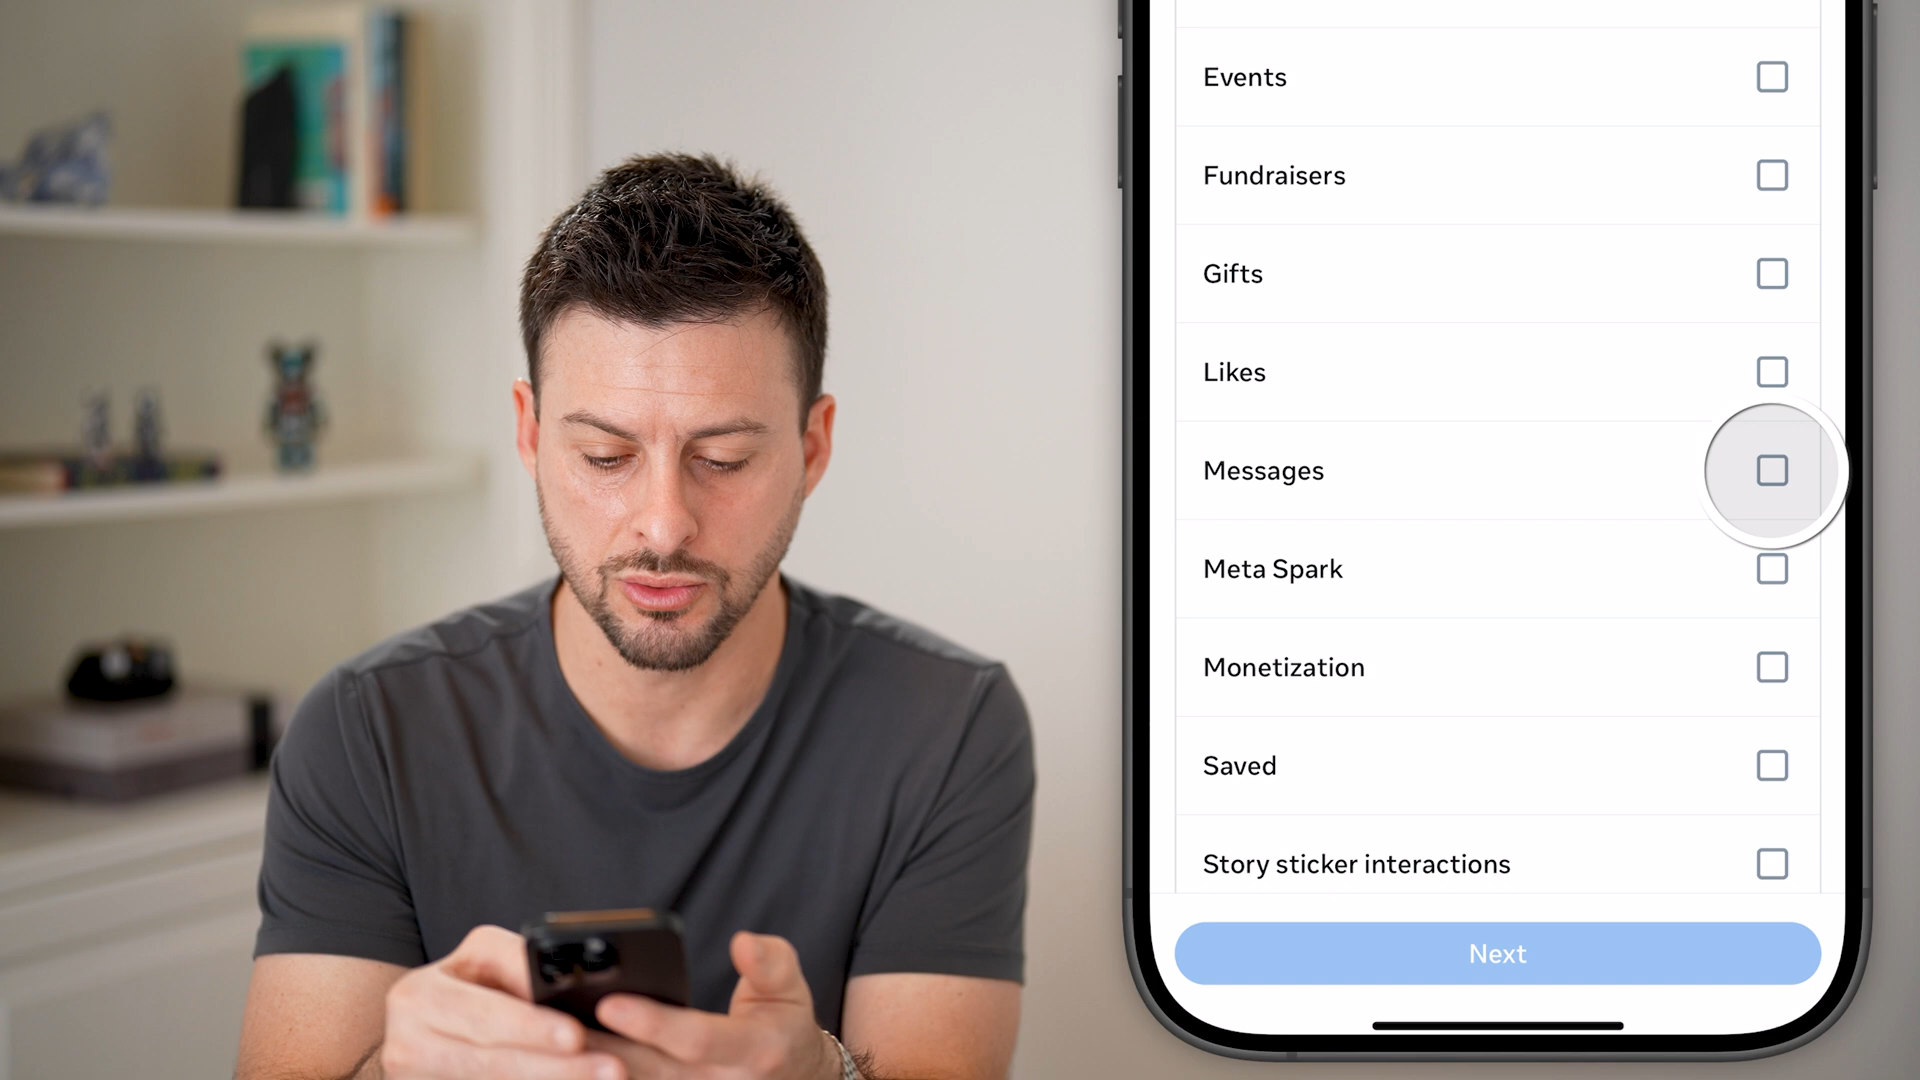 Events
Fundraisers
Gifts
Likes
Messages
Meta Spark
Monetization
Saved
Story sticker interactions
Next